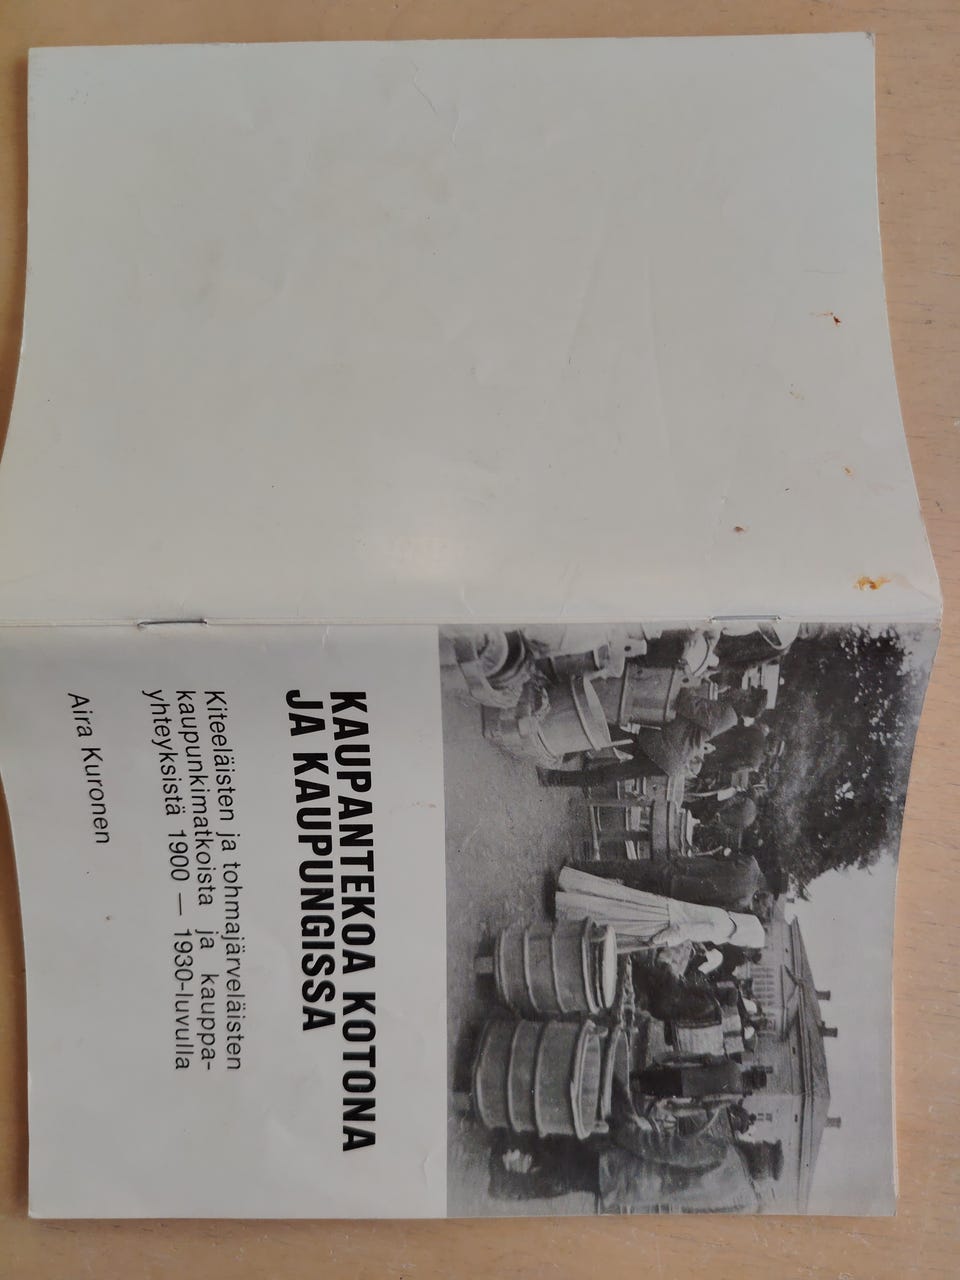 KAUPANTEKOA KOTONA
JA KAUPUNGISSA
Kiteeläisten ja tohmajärveläisten
kaupunkimatkoista ja kauppa-
yhteyksistä 1900 — 1930-luvulla
Aira Kuronen